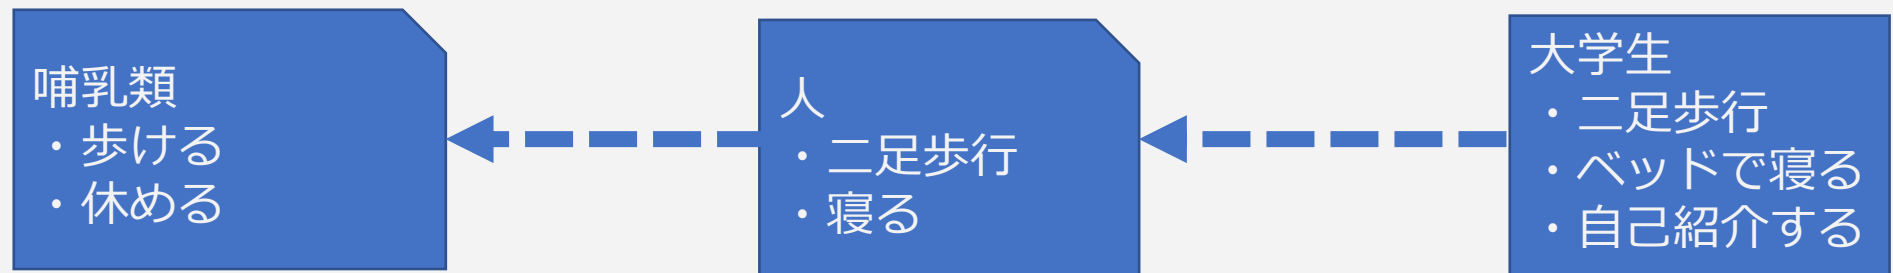 哺乳類
・歩ける
・休める
人
・二足歩行
・寝る
大学生
・二足歩行
・ベッドで寝る
・自己紹介する